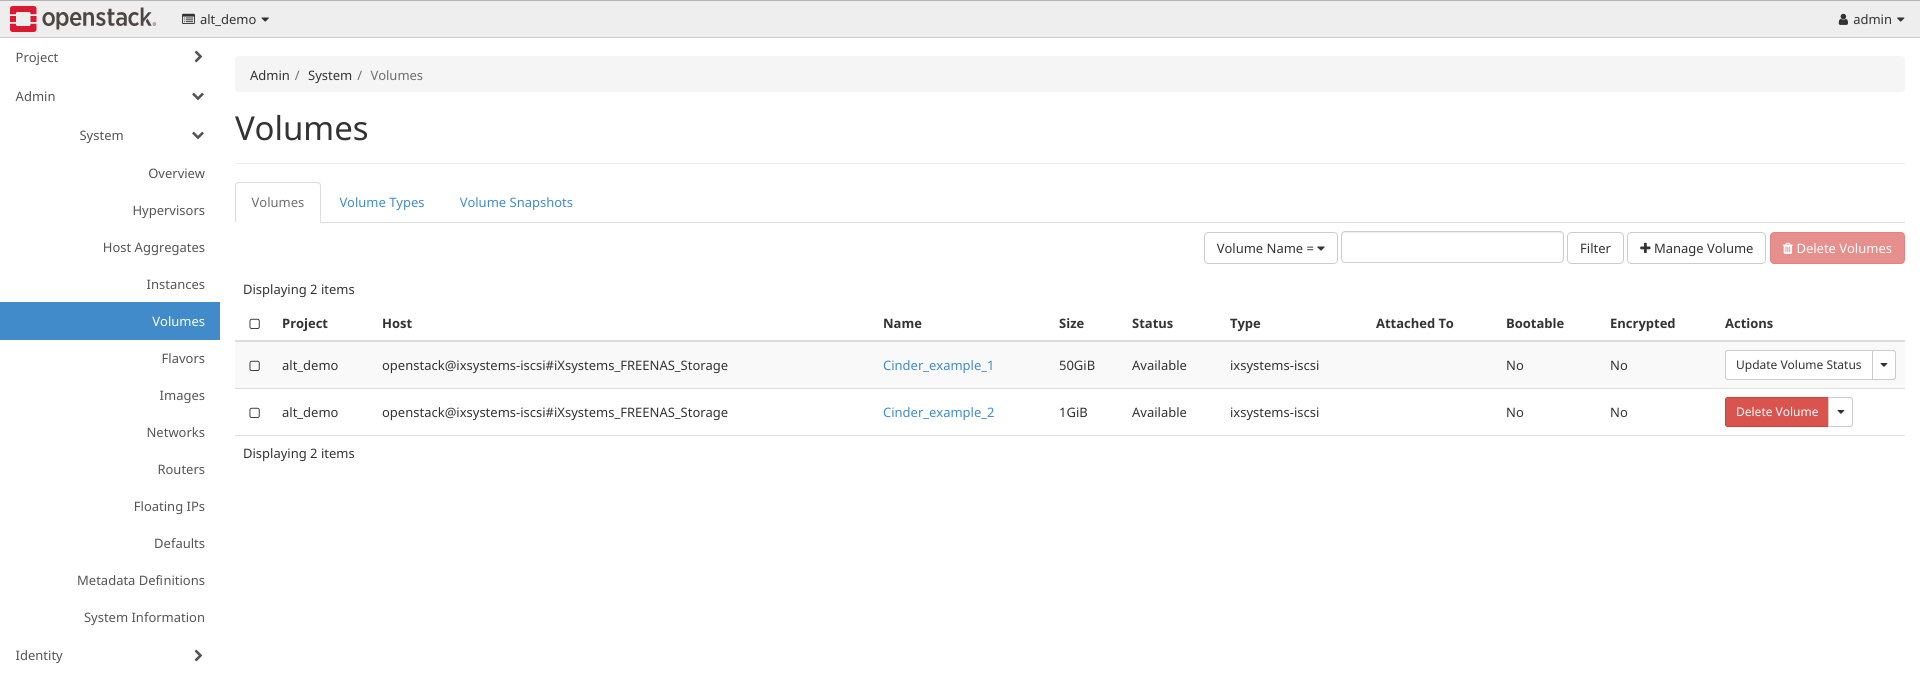 openstack. alt_demo admin
Project
Admin / System / Volumes
Admin
Volumes
System
Overview
Volumes Volume Types Volume Snapshots
Hypervisors
Host Aggregates
Volume Name = Filter Manage Volume Delete Volumes
Instances
Displaying 2 items
Volumes
Project Host Name Size Status Type Attached To Bootable Encrypted Actions
Flavors
alt_demo openstack@ixsystems-iscsi#iXsystems_FREENAS_Storage Cinder_example_1 50GiB Available ixsystems-iscsi No No Update Volume Status
Images
alt_demo openstack@ixsystems-iscsi#iXsystems_FREENAS_Storage Cinder_example_2 1GiB Available ixsystems-iscsi No No Delete Volume
Networks
Displaying 2 items
Routers
Floating IPs
Defaults
Metadata Definitions
System Information
Identity